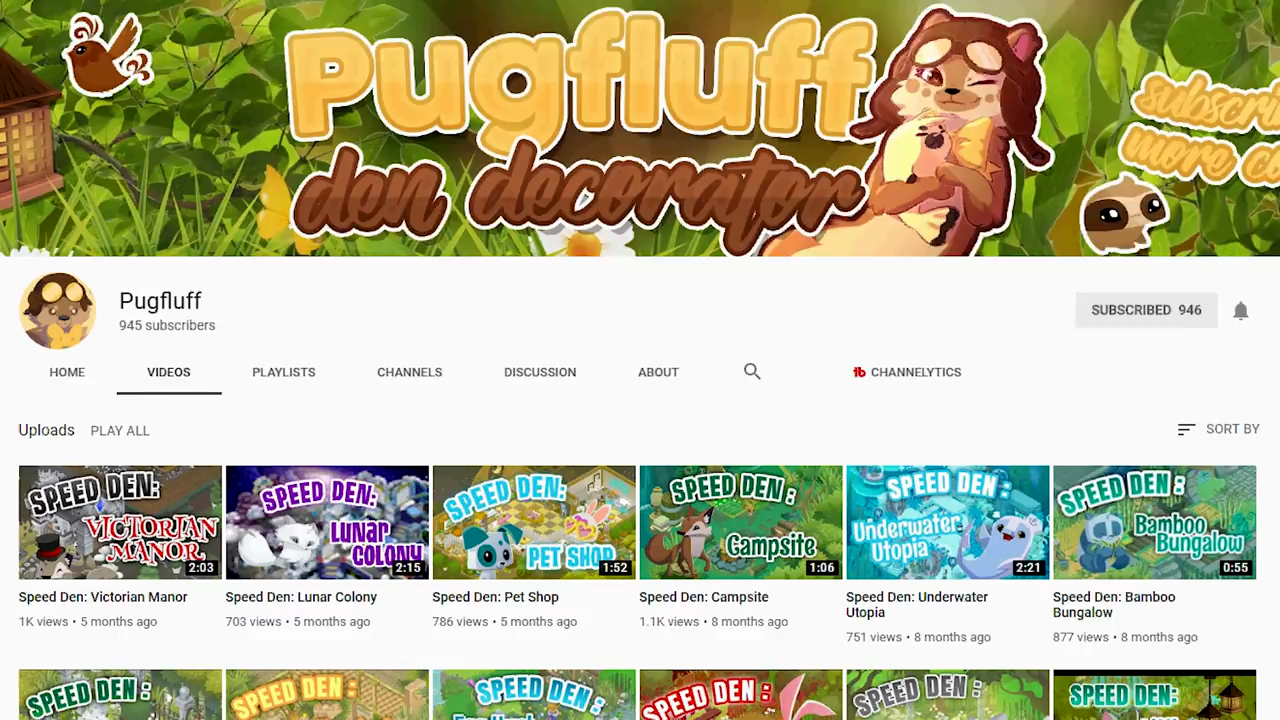 Pugfluff
den decorator
subscri
more co
Pugfluff
945 subscribers
SUBSCRIBED 946
HOME VIDEOS PLAYLISTS CHANNELS DISCUSSION ABOUT CHANNELYTICS
Uploads PLAY ALL SORT BY
SPEED DEN: VICTORIAN MANOR 2:03
SPEED DEN: LUNAR COLONY 2:15
SPEED DEN: PET SHOP 1:52
SPEED DEN: Campsite 1:06
SPEED DEN: Underwater Utopia 2:21
SPEED DEN: Bamboo Bungalow 0:55
Speed Den: Victorian Manor
1K views • 5 months ago
Speed Den: Lunar Colony
703 views • 5 months ago
Speed Den: Pet Shop
786 views • 5 months ago
Speed Den: Campsite
1.1K views • 8 months ago
Speed Den: Underwater
Utopia
751 views • 8 months ago
Speed Den: Bamboo
Bungalow
877 views • 8 months ago
SPEED DEN:
SPEED DEN:
SPEED DEN:
SPEED DEN:
SPEED DEN:
SPEED DEN: